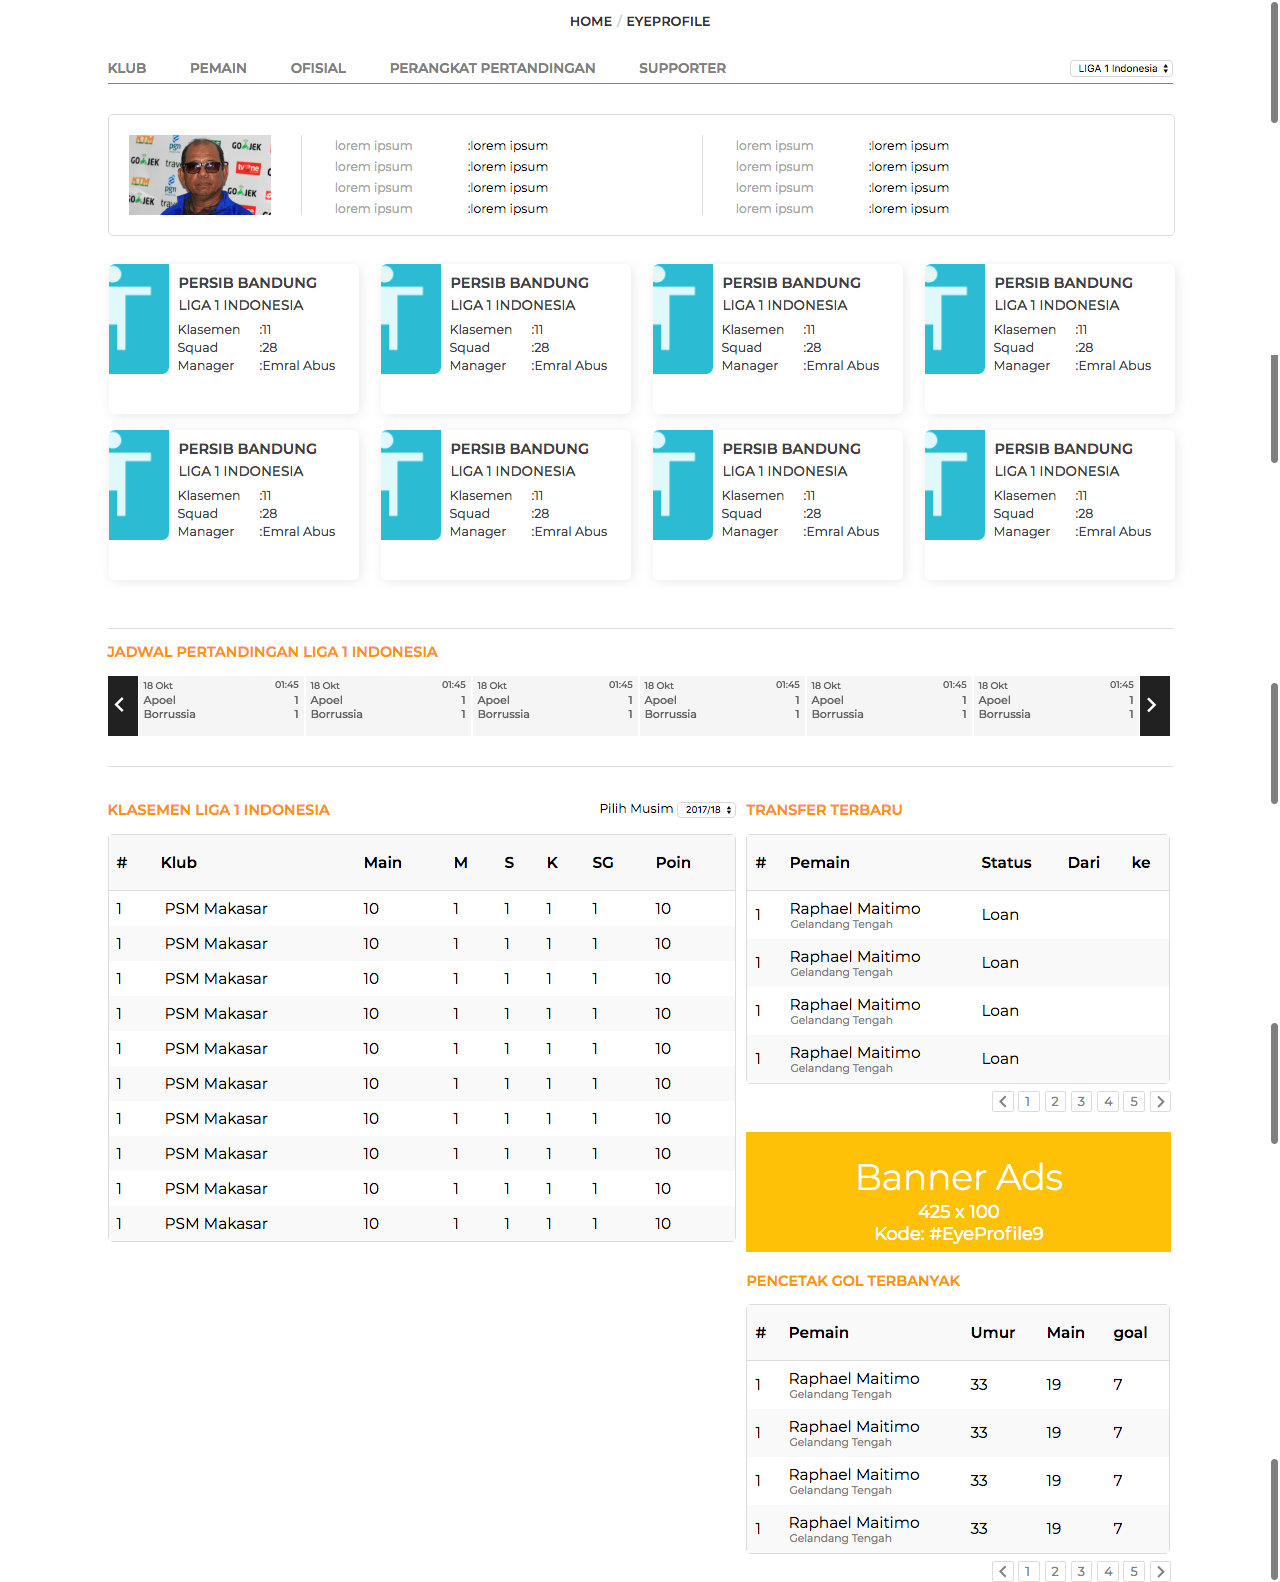 HOME / EYEPROFILE
KLUB PEMAIN OFISIAL PERANGKAT PERTANDINGAN SUPPORTER LIGA 1 Indonesia
lorem ipsum :lorem ipsum lorem ipsum :lorem ipsum
lorem ipsum :lorem ipsum lorem ipsum :lorem ipsum
lorem ipsum :lorem ipsum lorem ipsum :lorem ipsum
lorem ipsum :lorem ipsum lorem ipsum :lorem ipsum
PERSIB BANDUNG PERSIB BANDUNG PERSIB BANDUNG PERSIB BANDUNG
LIGA 1 INDONESIA LIGA 1 INDONESIA LIGA 1 INDONESIA LIGA 1 INDONESIA
Klasemen :11 Klasemen :11 Klasemen :11 Klasemen :11
Squad :28 Squad :28 Squad :28 Squad :28
Manager :Emral Abus Manager :Emral Abus Manager :Emral Abus Manager :Emral Abus
PERSIB BANDUNG PERSIB BANDUNG PERSIB BANDUNG PERSIB BANDUNG
LIGA 1 INDONESIA LIGA 1 INDONESIA LIGA 1 INDONESIA LIGA 1 INDONESIA
Klasemen :11 Klasemen :11 Klasemen :11 Klasemen :11
Squad :28 Squad :28 Squad :28 Squad :28
Manager :Emral Abus Manager :Emral Abus Manager :Emral Abus Manager :Emral Abus
JADWAL PERTANDINGAN LIGA 1 INDONESIA
18 Okt 01:45 18 Okt 01:45 18 Okt 01:45 18 Okt 01:45 18 Okt 01:45 18 Okt 01:45
Apoel 1 Apoel 1 Apoel 1 Apoel 1 Apoel 1 Apoel 1
Borrussia 1 Borrussia 1 Borrussia 1 Borrussia 1 Borrussia 1 Borrussia 1
KLASEMEN LIGA 1 INDONESIA Pilih Musim 2017/18
# Klub Main M S K SG Poin
1 PSM Makasar 10 1 1 1 1 10
1 PSM Makasar 10 1 1 1 1 10
1 PSM Makasar 10 1 1 1 1 10
1 PSM Makasar 10 1 1 1 1 10
1 PSM Makasar 10 1 1 1 1 10
1 PSM Makasar 10 1 1 1 1 10
1 PSM Makasar 10 1 1 1 1 10
1 PSM Makasar 10 1 1 1 1 10
1 PSM Makasar 10 1 1 1 1 10
1 PSM Makasar 10 1 1 1 1 10
TRANSFER TERBARU
# Pemain Status Dari ke
1 Raphael Maitimo Loan
Gelandang Tengah
1 Raphael Maitimo Loan
Gelandang Tengah
1 Raphael Maitimo Loan
Gelandang Tengah
1 Raphael Maitimo Loan
Gelandang Tengah
1 2 3 4 5
Banner Ads
425 x 100
Kode: #EyeProfile9
PENCETAK GOL TERBANYAK
# Pemain Umur Main goal
1 Raphael Maitimo 33 19 7
Gelandang Tengah
1 Raphael Maitimo 33 19 7
Gelandang Tengah
1 Raphael Maitimo 33 19 7
Gelandang Tengah
1 Raphael Maitimo 33 19 7
Gelandang Tengah
1 2 3 4 5